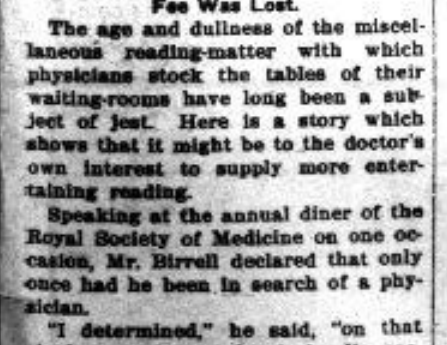 Fee Was Lost.
The age and dullness of the miscel-
laneous reading-matter with which
physicians stock the tables of their
waiting-rooms have long been a sub-
ject of jest. Here is a story which
shows that it might be to the doctor's
own interest to supply more enter-
taining reading.
Speaking at the annual diner of the
Royal Society of Medicine on one oc-
casion, Mr. Birrell declared that only
once had he been in search of a phy-
sician.
"I determined," he said, "on that